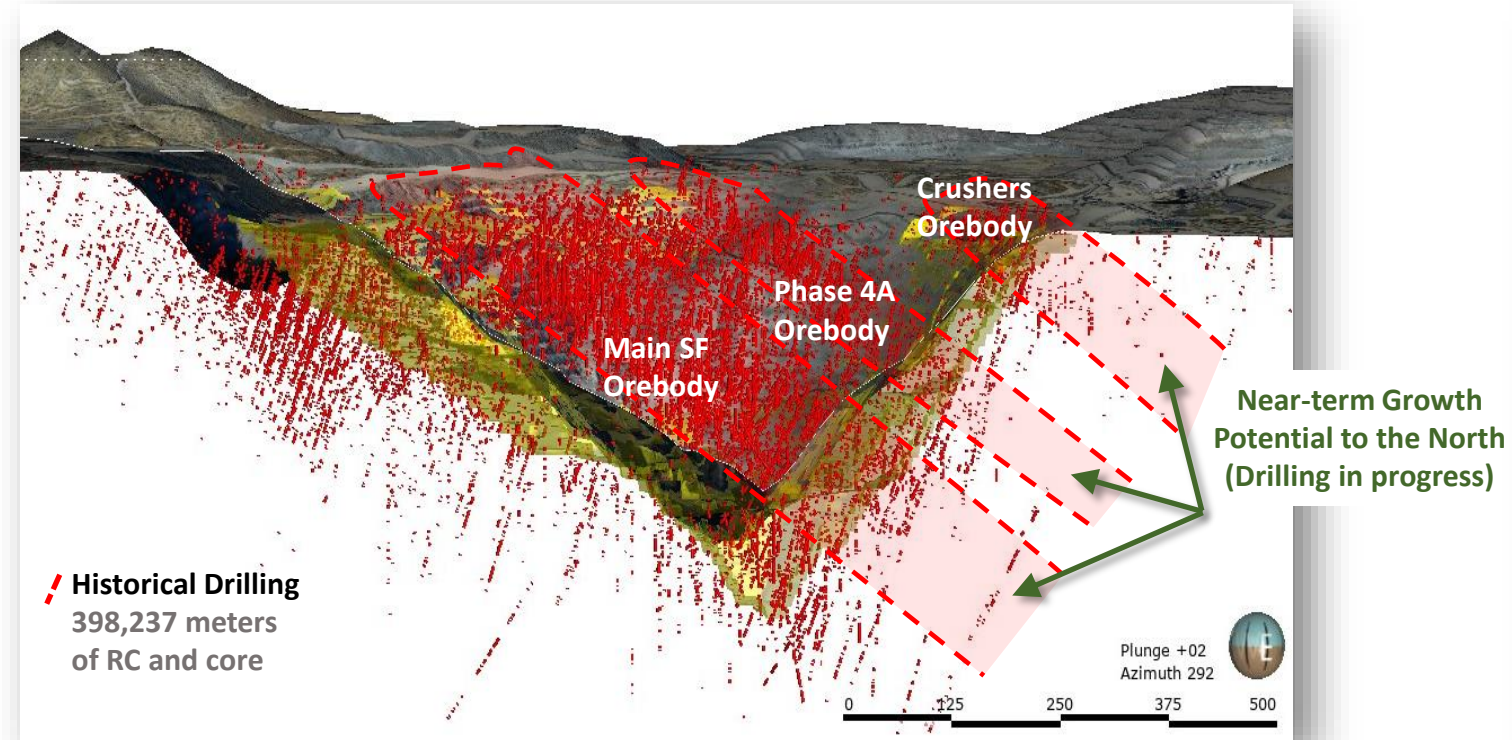 Crushers
Orebody
Phase 4A
Orebody
Main SF
Orebody
Near-term Growth
Potential to the North
(Drilling in progress)
Historical Drilling
398,237 meters
of RC and core
Plunge +02
Azimuth 292
E
0 125 250 375 500